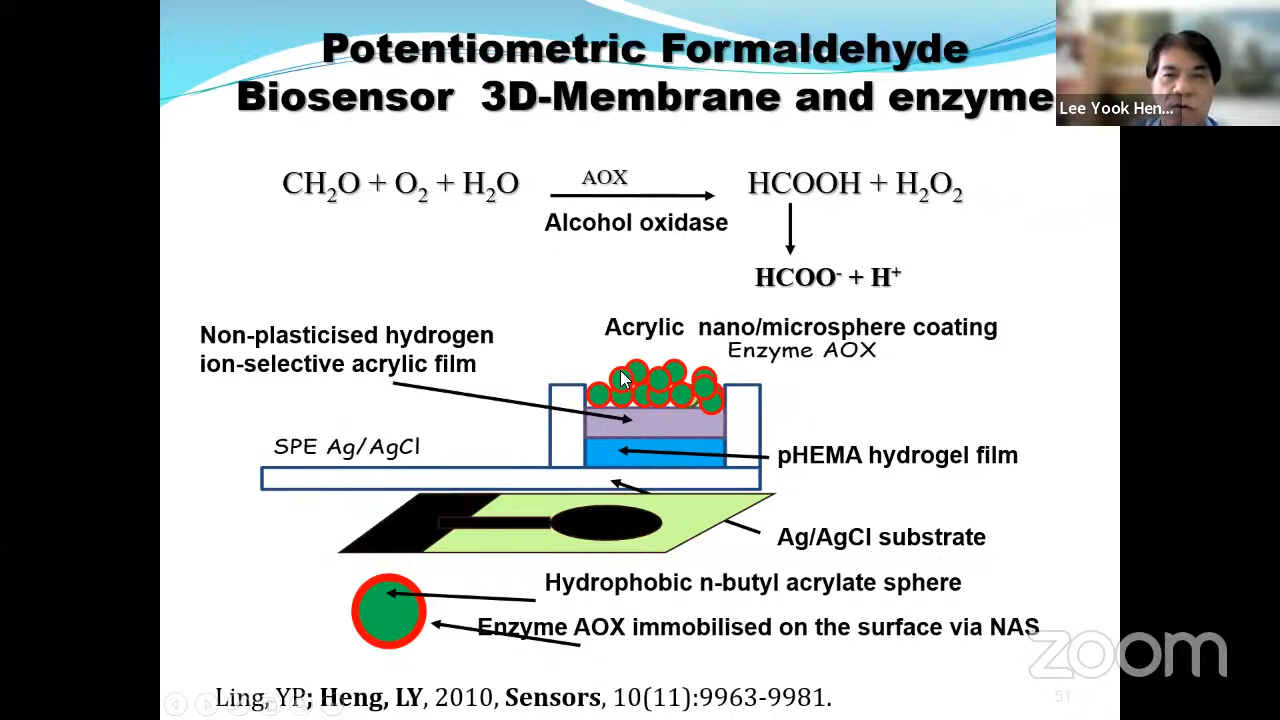 Potentiometric Formaldehyde
Biosensor 3D-Membrane and enzyme
Lee Yook Hen...
CH₂O + O₂ + H₂O
AOX
HCOOH + H₂O₂
Alcohol oxidase
HCOO⁻ + H⁺
Non-plasticised hydrogen
ion-selective acrylic film
Acrylic nano/microsphere coating
Enzyme AOX
SPE Ag/AgCl
pHEMA hydrogel film
Ag/AgCl substrate
Hydrophobic n-butyl acrylate sphere
Enzyme AOX immobilised on the surface via NAS
zoom
Ling, YP; Heng, LY, 2010, Sensors, 10(11):9963-9981.
51